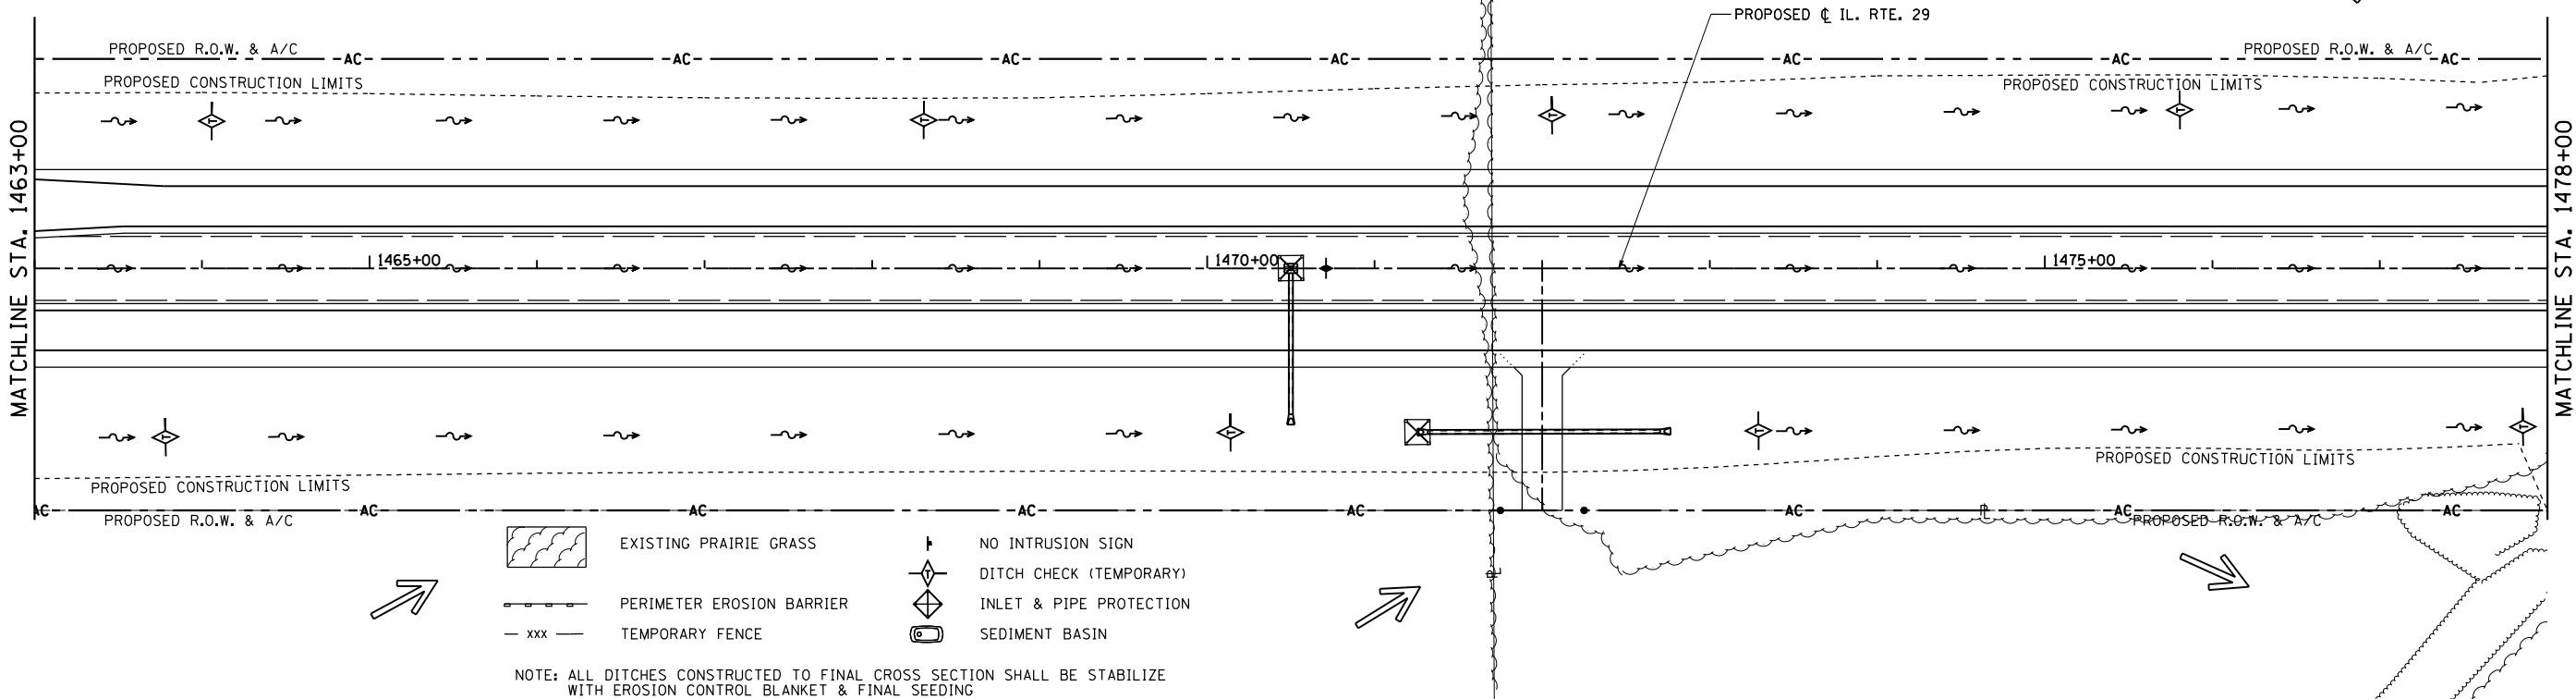 PROPOSED ℄ IL. RTE. 29
PROPOSED R.O.W. & A/C
PROPOSED R.O.W. & A/C
AC AC AC AC AC AC AC
PROPOSED CONSTRUCTION LIMITS
PROPOSED CONSTRUCTION LIMITS
T T T T
MATCHLINE STA. 1463+00
MATCHLINE STA. 1478+00
1465+00
1470+00
1475+00
T T T T
PROPOSED CONSTRUCTION LIMITS
PROPOSED CONSTRUCTION LIMITS
AC AC AC AC AC AC AC AC
PROPOSED R.O.W. & A/C
PROPOSED R.O.W. & A/C
PL
PL
EXISTING PRAIRIE GRASS
NO INTRUSION SIGN
T DITCH CHECK (TEMPORARY)
PERIMETER EROSION BARRIER
INLET & PIPE PROTECTION
XXX TEMPORARY FENCE
SEDIMENT BASIN
NOTE: ALL DITCHES CONSTRUCTED TO FINAL CROSS SECTION SHALL BE STABILIZE
WITH EROSION CONTROL BLANKET & FINAL SEEDING